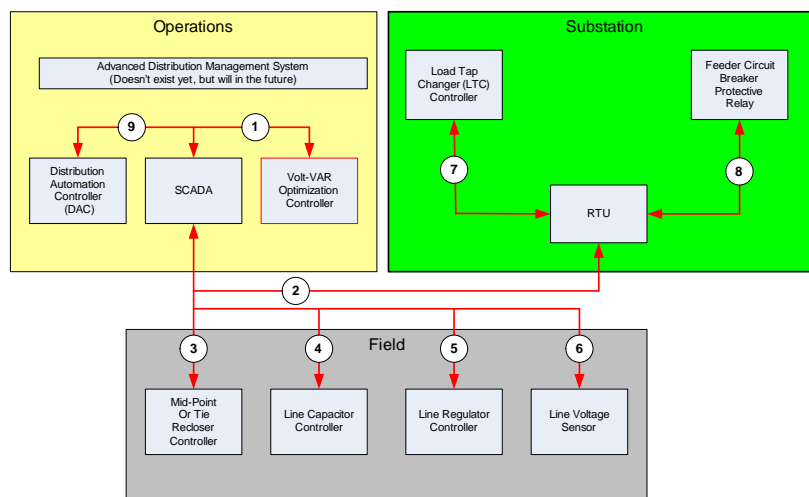 Operations
Advanced Distribution Management System
(Doesn't exist yet, but will in the future)
9
1
Distribution
Automation
Controller
(DAC)
SCADA
Volt-VAR
Optimization
Controller
Substation
Load Tap
Changer (LTC)
Controller
Feeder Circuit
Breaker
Protective
Relay
7
8
RTU
2
Field
3
4
5
6
Mid-Point
Or Tie
Recloser
Controller
Line Capacitor
Controller
Line Regulator
Controller
Line Voltage
Sensor